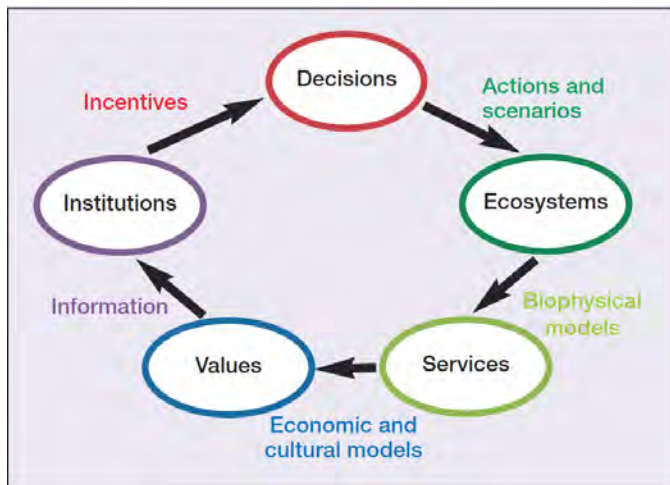 Decisions
Incentives
Actions and
scenarios
Institutions
Ecosystems
Information
Biophysical
models
Values
Services
Economic and
cultural models